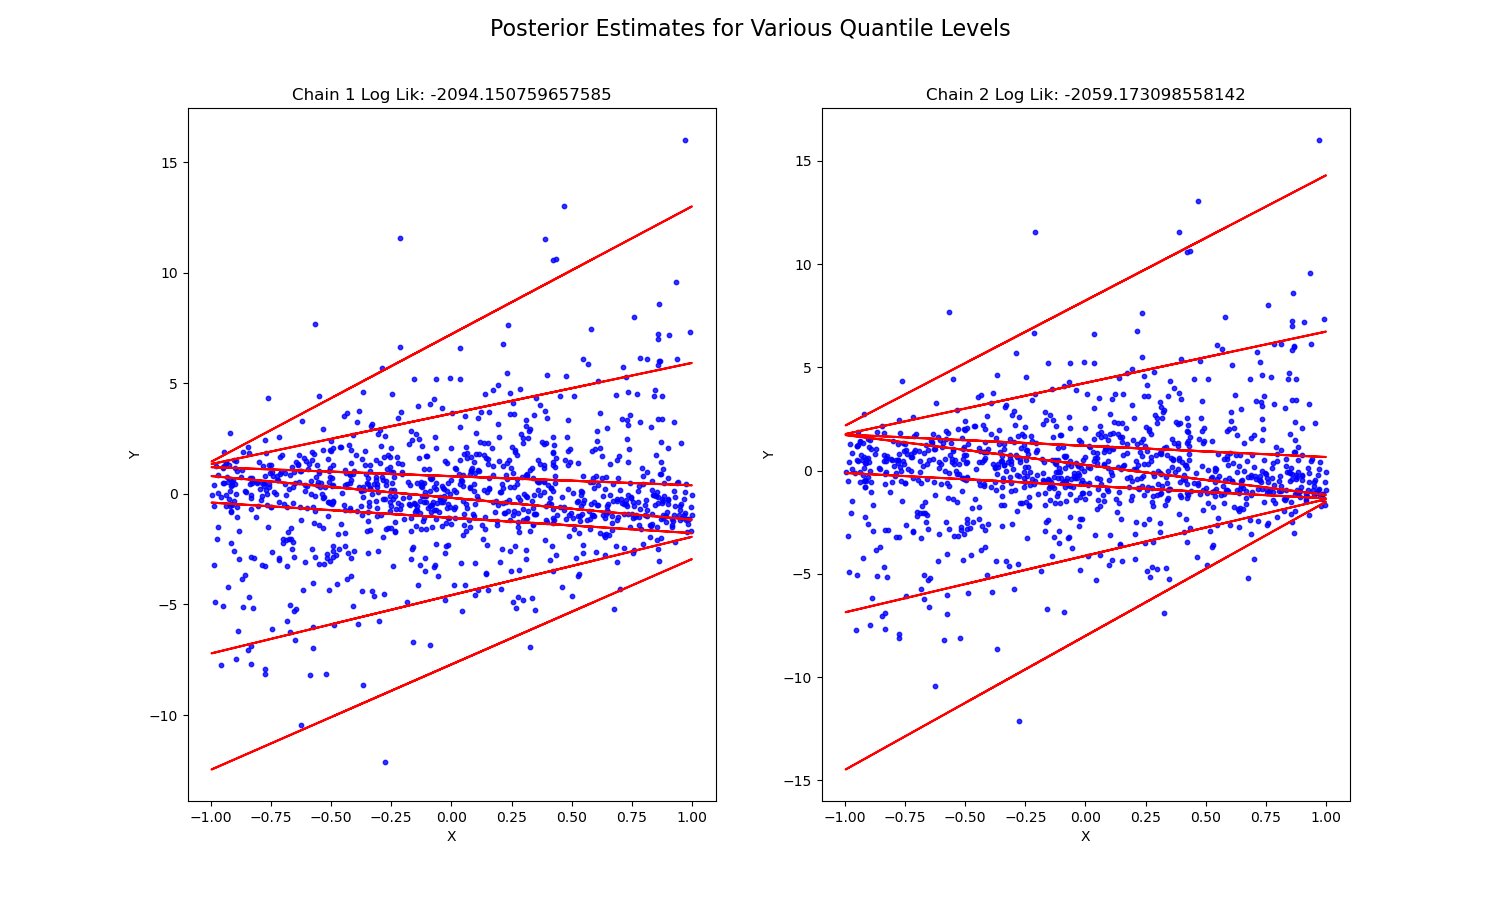 Posterior Estimates for Various Quantile Levels
Chain 1 Log Lik: -2094.150759657585
15
10
5
0
−5
−10
Y
−1.00 −0.75 −0.50 −0.25 0.00 0.25 0.50 0.75 1.00
X
Chain 2 Log Lik: -2059.173098558142
15
10
5
0
−5
−10
−15
Y
−1.00 −0.75 −0.50 −0.25 0.00 0.25 0.50 0.75 1.00
X